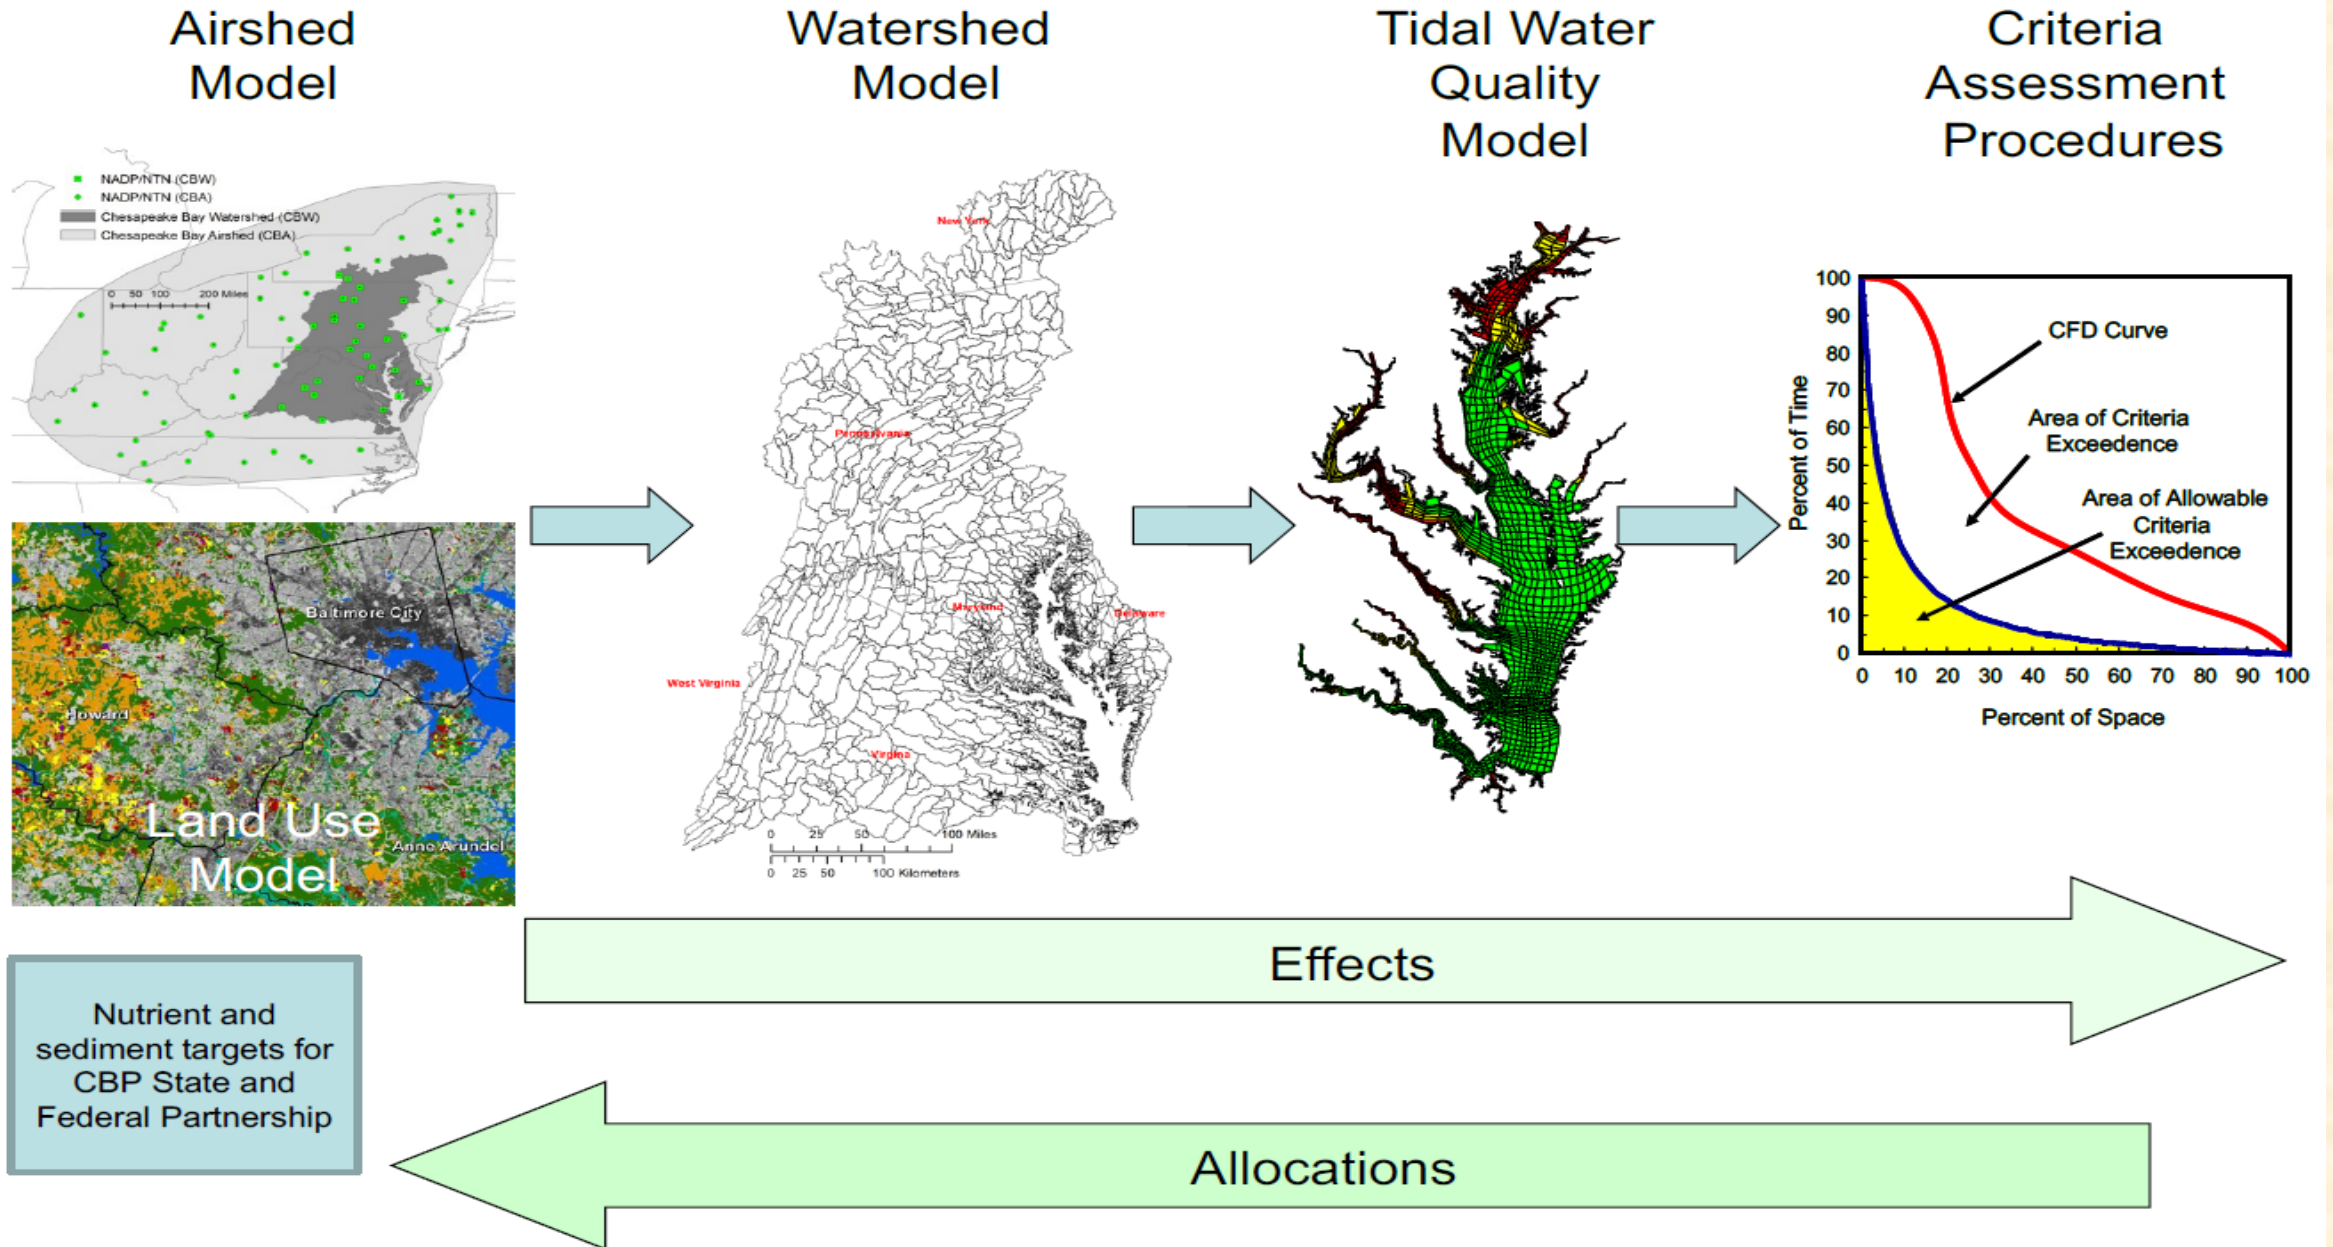 Airshed
Model
Watershed
Model
Tidal Water
Quality
Model
Criteria
Assessment
Procedures
NADP/NTN (CBW)
NADP/NTN (CBA)
Chesapeake Bay Watershed (CBW)
Chesapeake Bay Airshed (CBA)
0 50 100 200 Miles
Baltimore City
Howard
Anne Arundel
Land Use
Model
New York
Pennsylvania
Maryland
Delaware
West Virginia
Virginia
0 25 50 100 Miles
0 25 50 100 Kilometers
100
90
80
70
60
50
40
30
20
10
0
Percent of Time
CFD Curve
Area of Criteria
Exceedence
Area of Allowable
Criteria
Exceedence
0 10 20 30 40 50 60 70 80 90 100
Percent of Space
Effects
Nutrient and
sediment targets for
CBP State and
Federal Partnership
Allocations